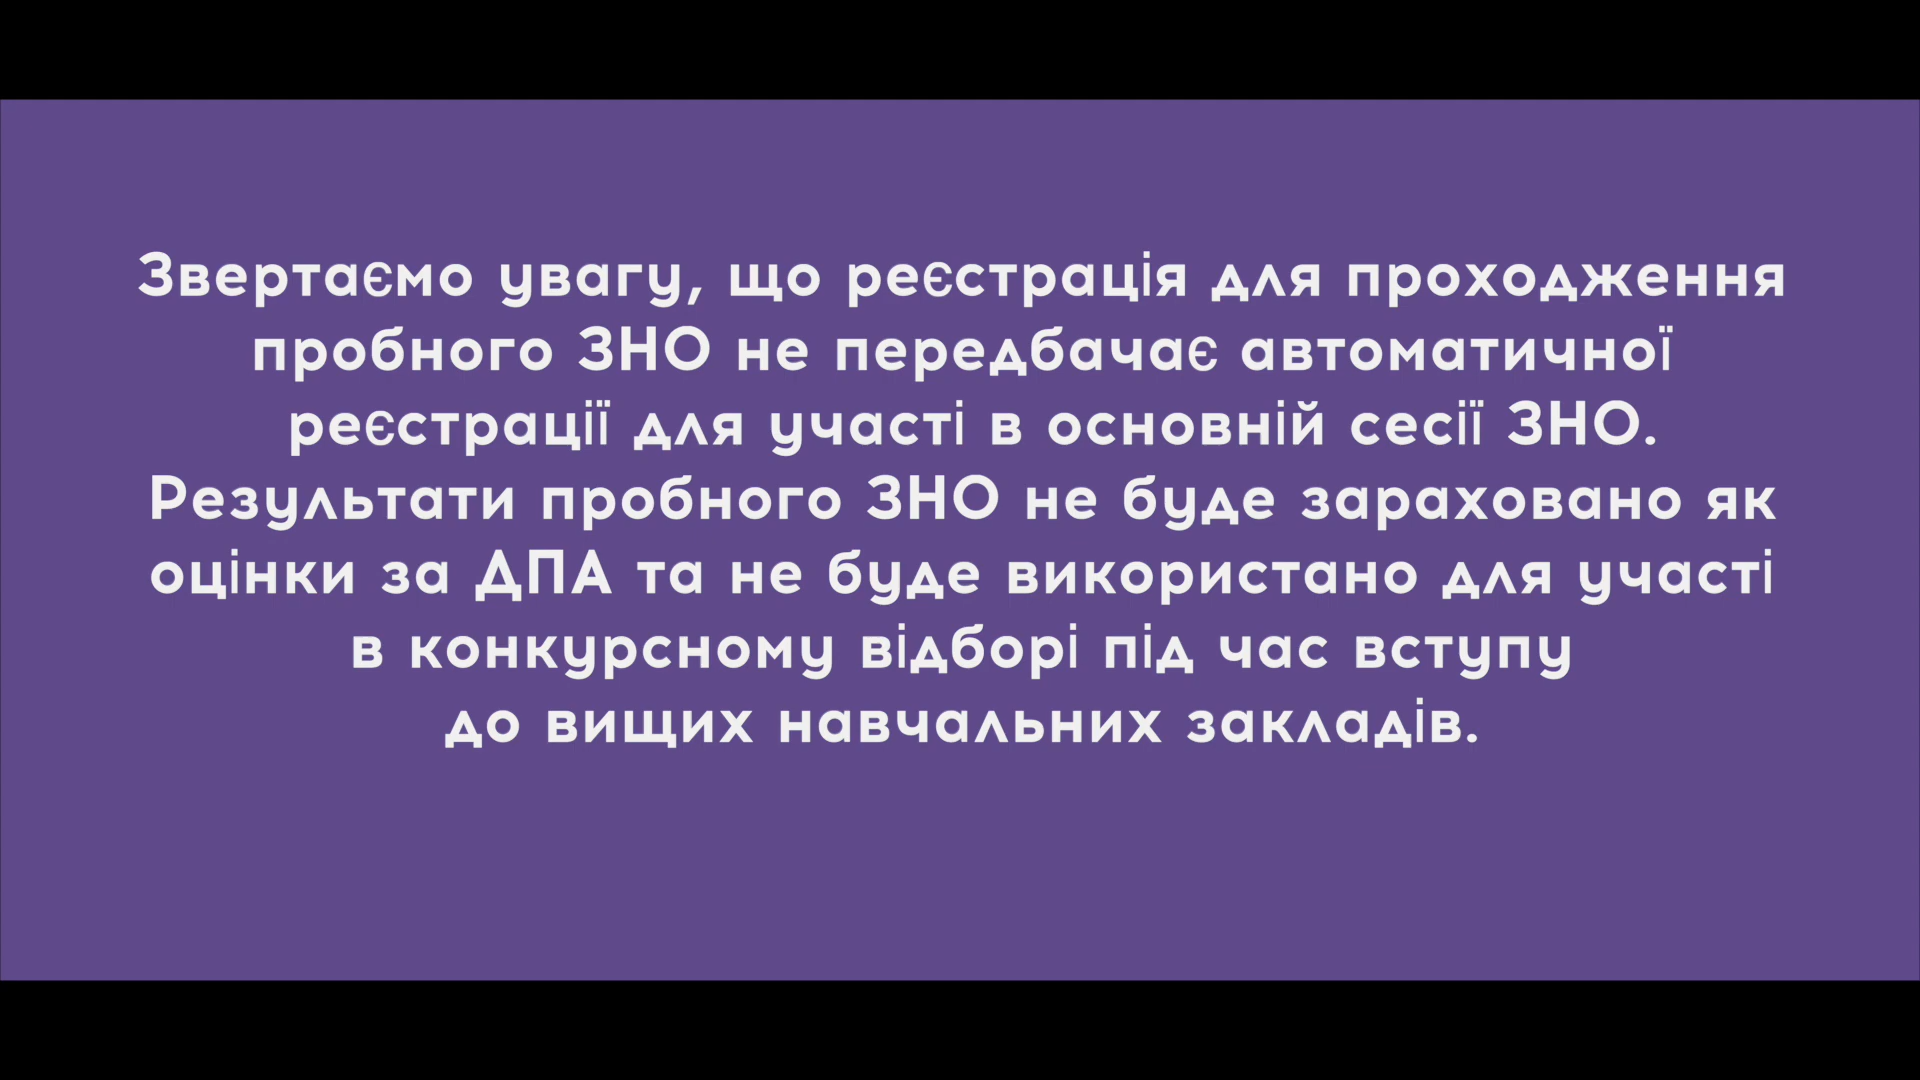 Звертаємо увагу, що реєстрація для проходження
пробного ЗНО не передбачає автоматичної
реєстрації для участі в основній сесії ЗНО.
Результати пробного ЗНО не буде зараховано як
оцінки за ДПА та не буде використано для участі
в конкурсному відборі під час вступу
до вищих навчальних закладів.